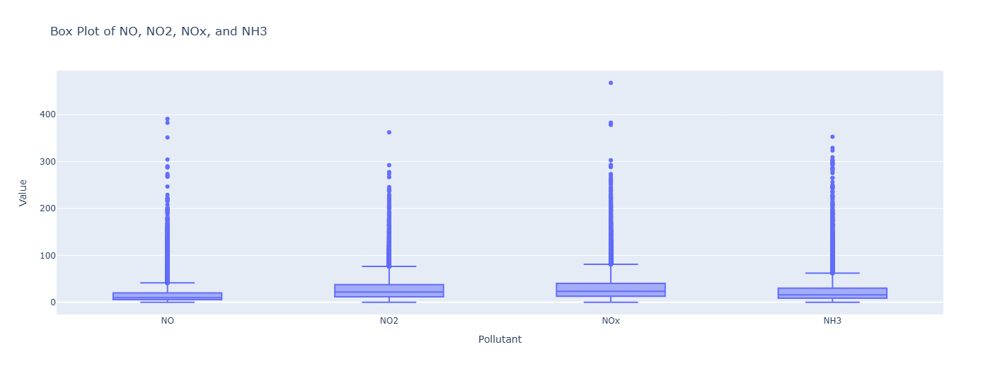 Box Plot of NO, NO2, NOx, and NH3
400
300
200
100
0
Value
NO
NO2
NOx
NH3
Pollutant